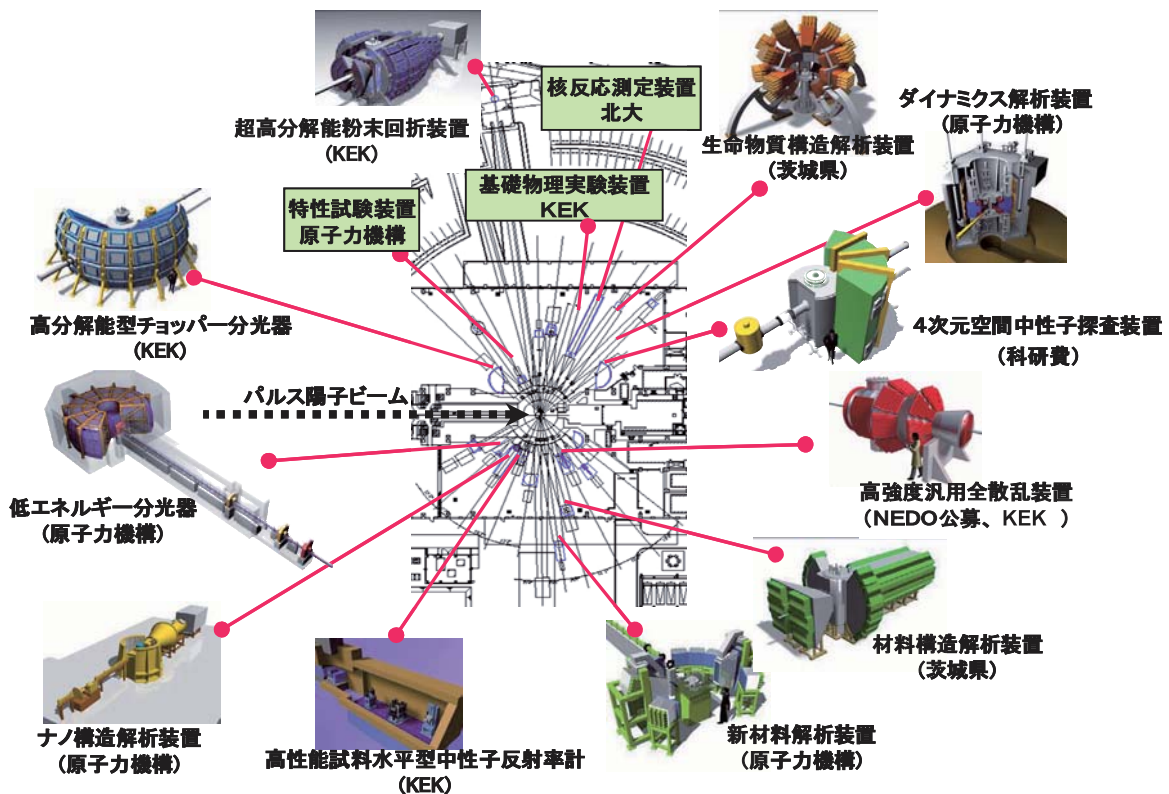 超高分解能粉末回折装置
(KEK)
核反応測定装置
北大
生命物質構造解析装置
(茨城県)
ダイナミクス解析装置
(原子力機構)
特性試験装置
原子力機構
基礎物理実験装置
KEK
高分解能型チョッパー分光器
(KEK)
4次元空間中性子探査装置
(科研費)
パルス陽子ビーム
低エネルギー分光器
(原子力機構)
高強度汎用全散乱装置
(NEDO公募、KEK )
材料構造解析装置
(茨城県)
ナノ構造解析装置
(原子力機構)
高性能試料水平型中性子反射率計
(KEK)
新材料解析装置
(原子力機構)